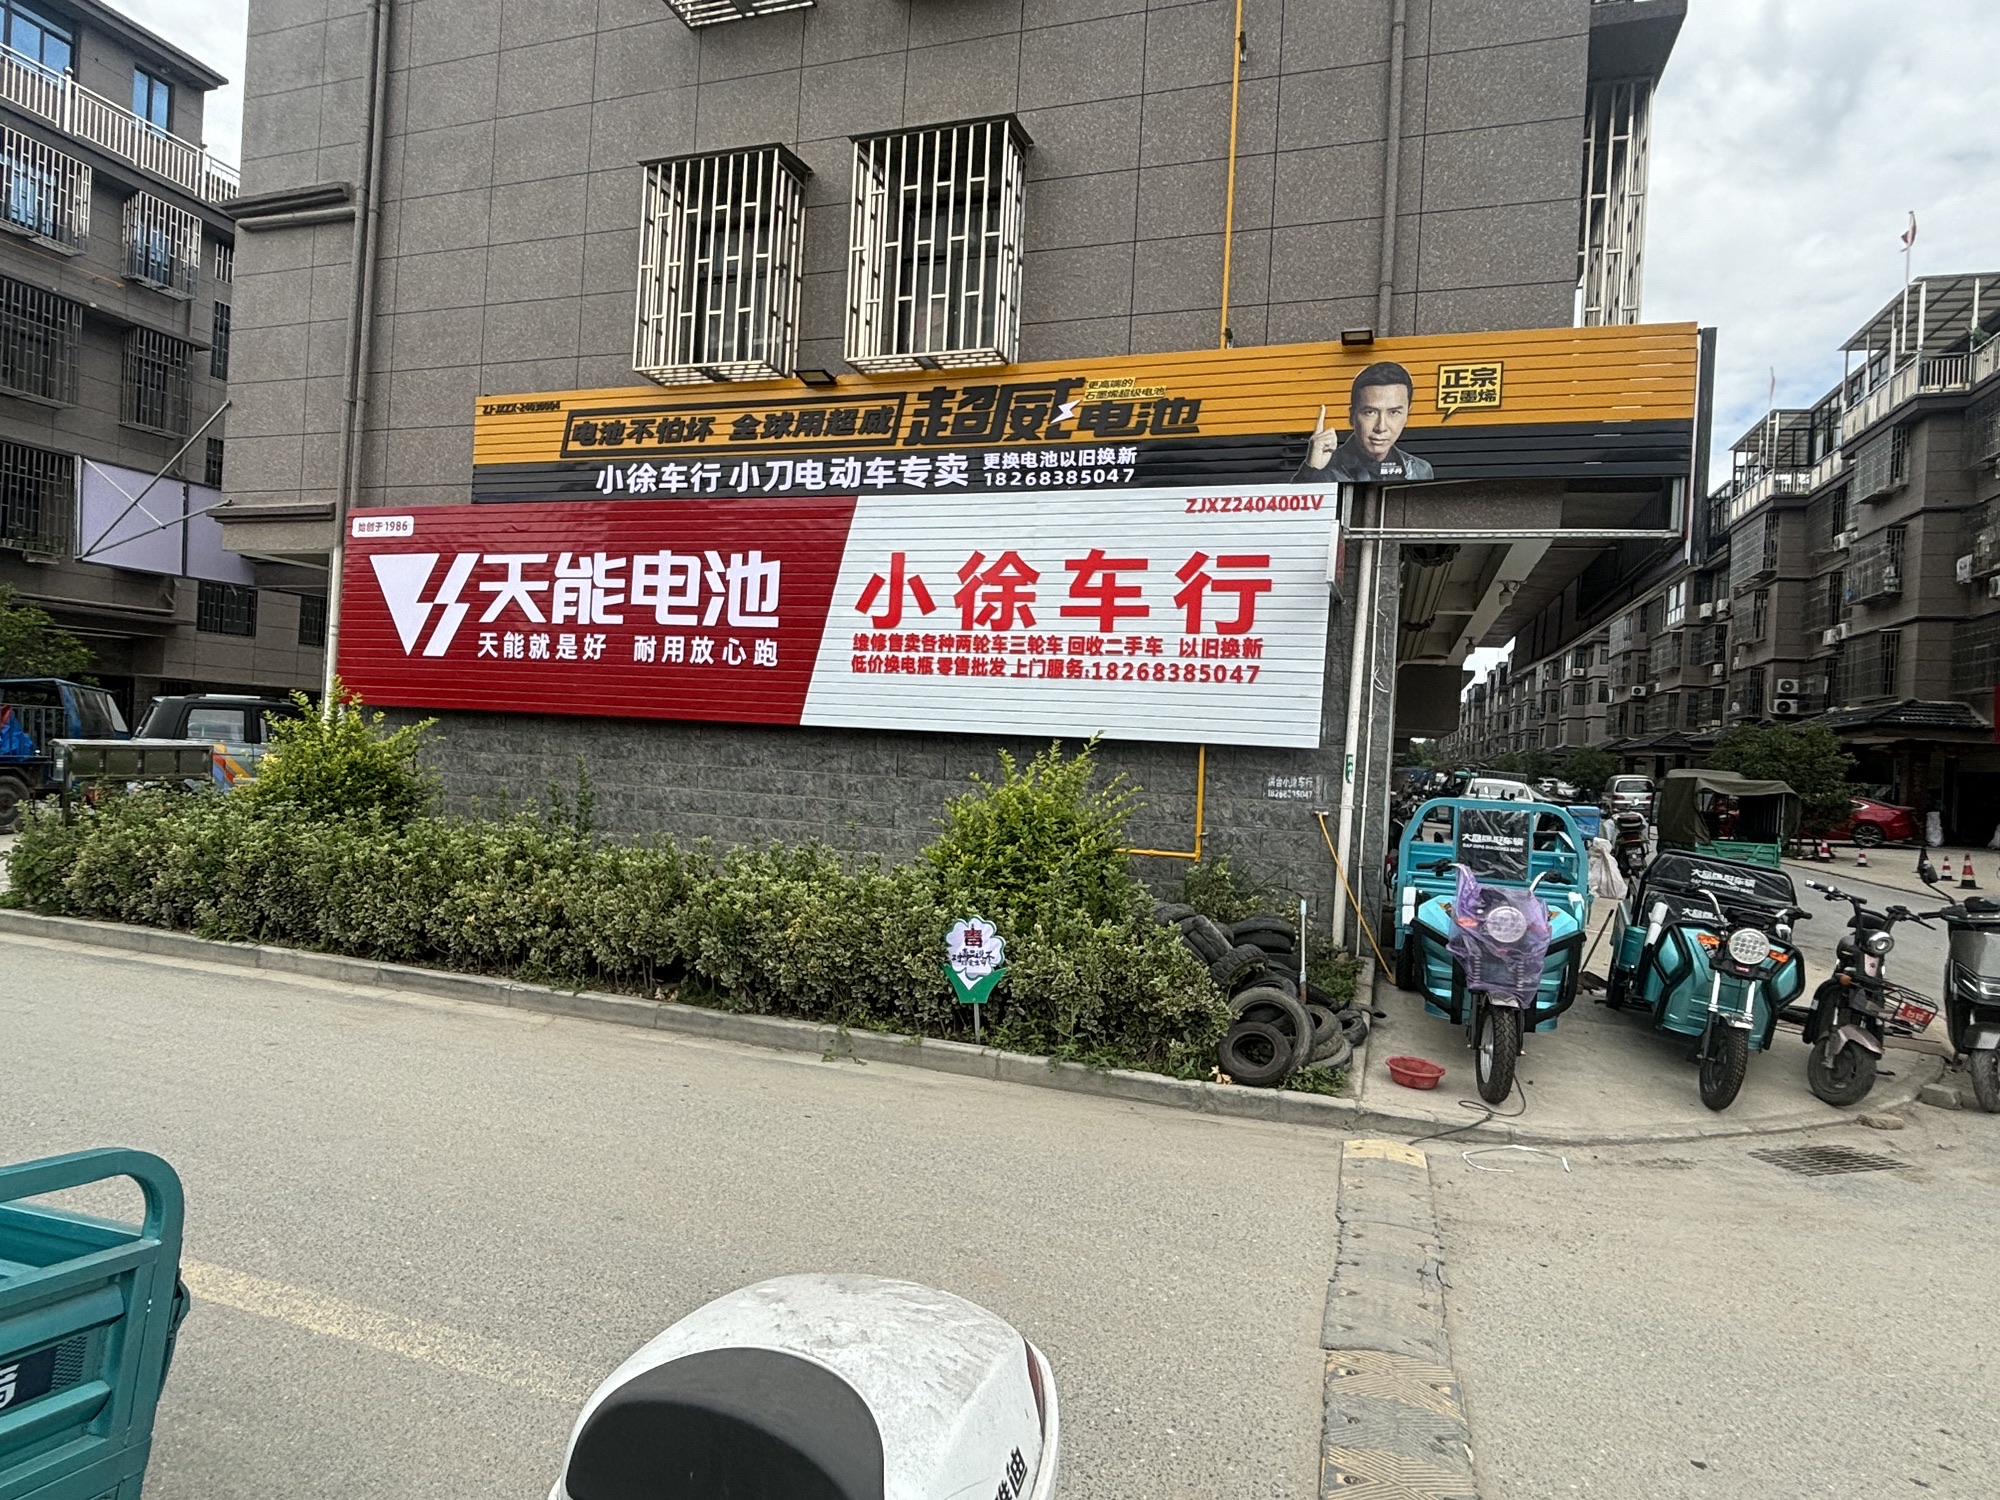 ZJJZXX-24030004
电池不怕坏 全球用超威
超威电池
更高端的
石墨烯超级电池
正宗
石墨烯
小徐车行 小刀电动车专卖
更换电池以旧换新
18268385047
始创于1986
天能电池
天能就是好 耐用放心跑
ZJXZ2404001V
小徐车行
维修售卖各种两轮车三轮车 回收二手车 以旧换新
低价换电瓶 零售批发 上门服务:18268385047